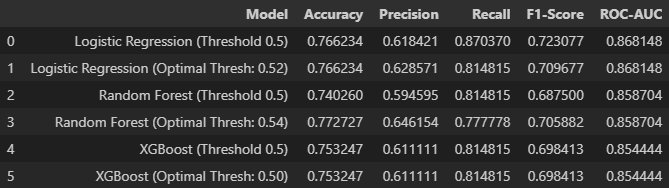 Model Accuracy Precision Recall F1-Score ROC-AUC
0 Logistic Regression (Threshold 0.5) 0.766234 0.618421 0.870370 0.723077 0.868148
1 Logistic Regression (Optimal Thresh: 0.52) 0.766234 0.628571 0.814815 0.709677 0.868148
2 Random Forest (Threshold 0.5) 0.740260 0.594595 0.814815 0.687500 0.858704
3 Random Forest (Optimal Thresh: 0.54) 0.772727 0.646154 0.777778 0.705882 0.858704
4 XGBoost (Threshold 0.5) 0.753247 0.611111 0.814815 0.698413 0.854444
5 XGBoost (Optimal Thresh: 0.50) 0.753247 0.611111 0.814815 0.698413 0.854444